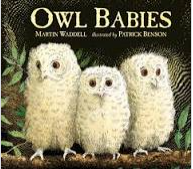 OWL BABIES
MARTIN WADDELL illustrated by PATRICK BENSON